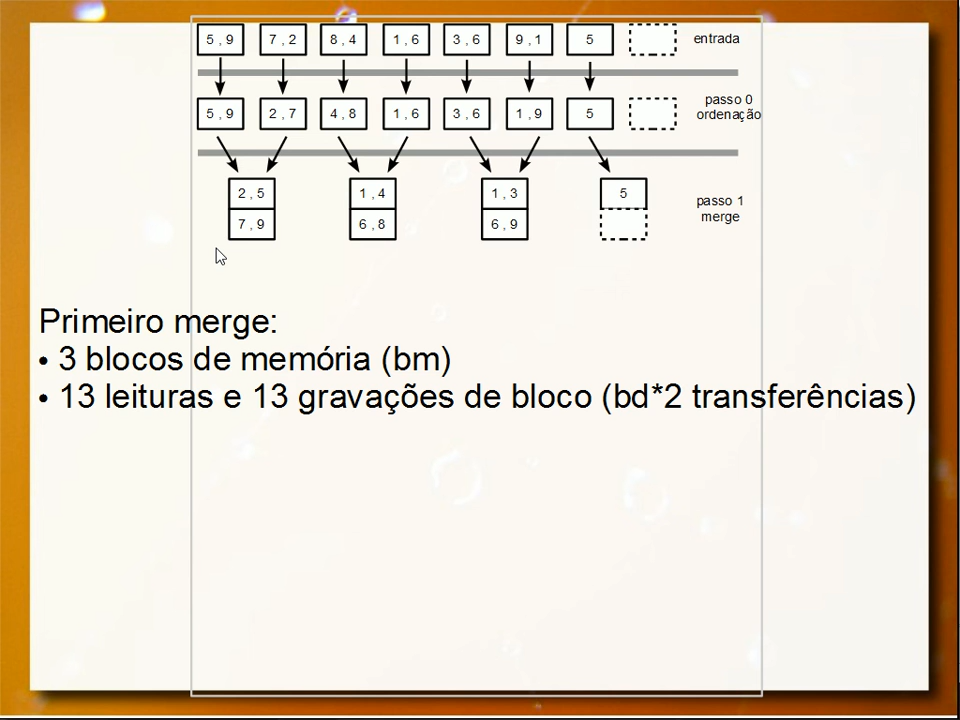 5 , 9 7 , 2 8 , 4 1 , 6 3 , 6 9 , 1 5 entrada
passo 0
ordenação
5 , 9 2 , 7 4 , 8 1 , 6 3 , 6 1 , 9 5
2 , 5 1 , 4 1 , 3 5
passo 1
merge
7 , 9 6 , 8 6 , 9
Primeiro merge:
• 3 blocos de memória (bm)
• 13 leituras e 13 gravações de bloco (bd*2 transferências)